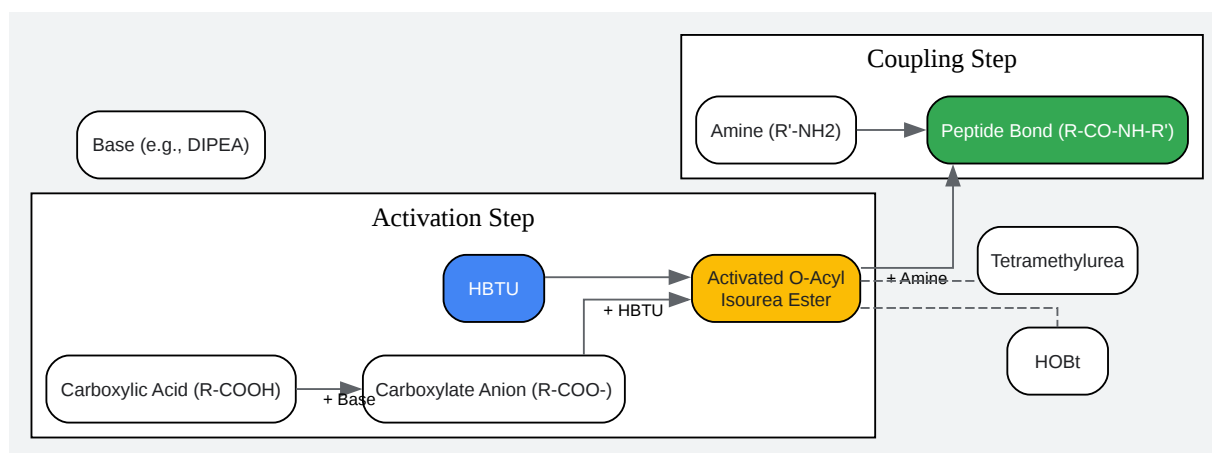 Coupling Step
Amine (R'-NH2)
Peptide Bond (R-CO-NH-R')
Base (e.g., DIPEA)
Activation Step
HBTU
Activated O-Acyl
Isourea Ester
+ Amine
Tetramethylurea
+ HBTU
HOBt
Carboxylic Acid (R-COOH)
+ Base
Carboxylate Anion (R-COO-)